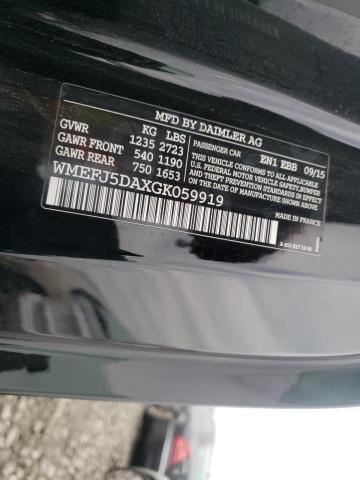 MFD BY DAIMLER AG
KG LBS
GVWR 1235 2723
GAWR FRONT 540 1190
GAWR REAR 750 1653
WMEFJ5DAXGK059919
MADE IN FRANCE
PASSENGER CAR EN1 EBB 09/15
THIS VEHICLE CONFORMS TO ALL APPLICABLE
U.S. FEDERAL MOTOR VEHICLE SAFETY, BUMPER,
AND THEFT PREVENTION STANDARDS IN EFFECT
ON THE DATE OF MANUFACTURE SHOWN ABOVE